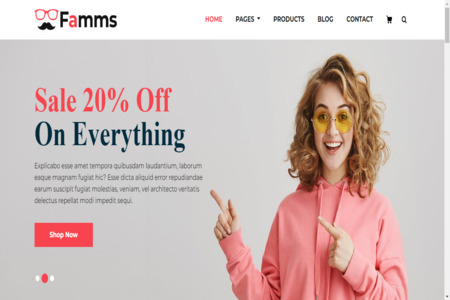 Famms
HOME PAGES PRODUCTS BLOG CONTACT
Sale 20% Off
On Everything
Explicabo esse amet tempora quibusdam laudantium, laborum
eaque magnam fugiat hic? Esse dicta aliquid error repudiandae
earum suscipit fugiat molestias, veniam, vel architecto veritatis
delectus repellat modi impedit sequi.
Shop Now